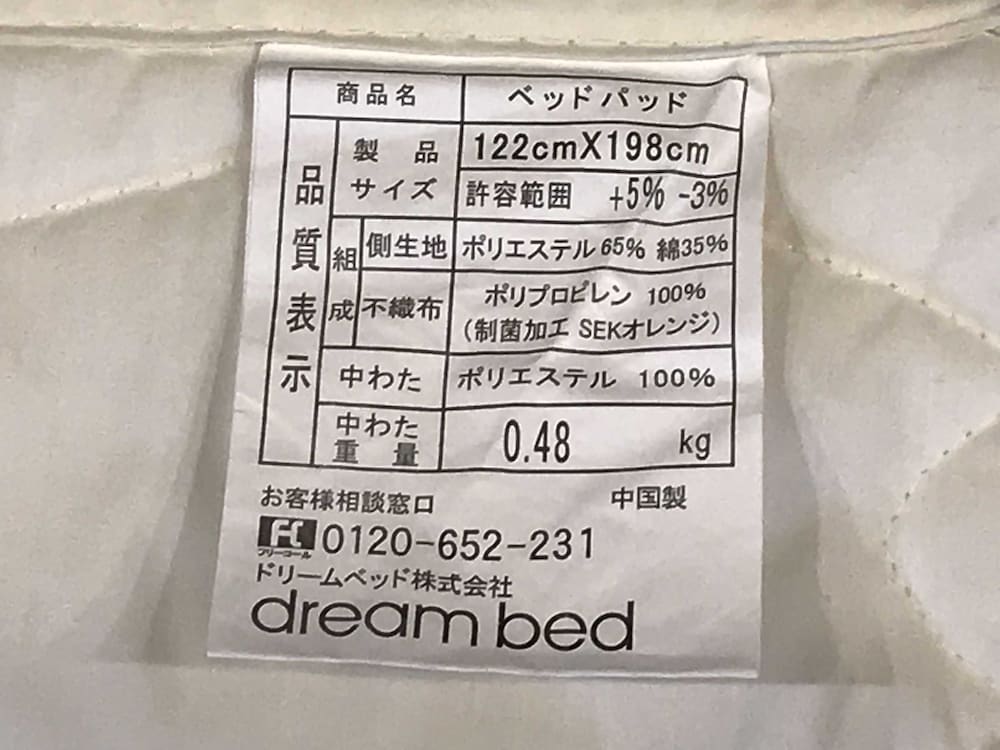 商品名 ベッドパッド
品質表示
製品サイズ 122cmX198cm
許容範囲 +5% -3%
組成 側生地 ポリエステル65% 綿35%
不織布 ポリプロピレン 100%
(制菌加工 SEKオレンジ)
中わた ポリエステル 100%
中わた重量 0.48 kg
お客様相談窓口 中国製
FC フリーコール 0120-652-231
ドリームベッド株式会社
dream bed